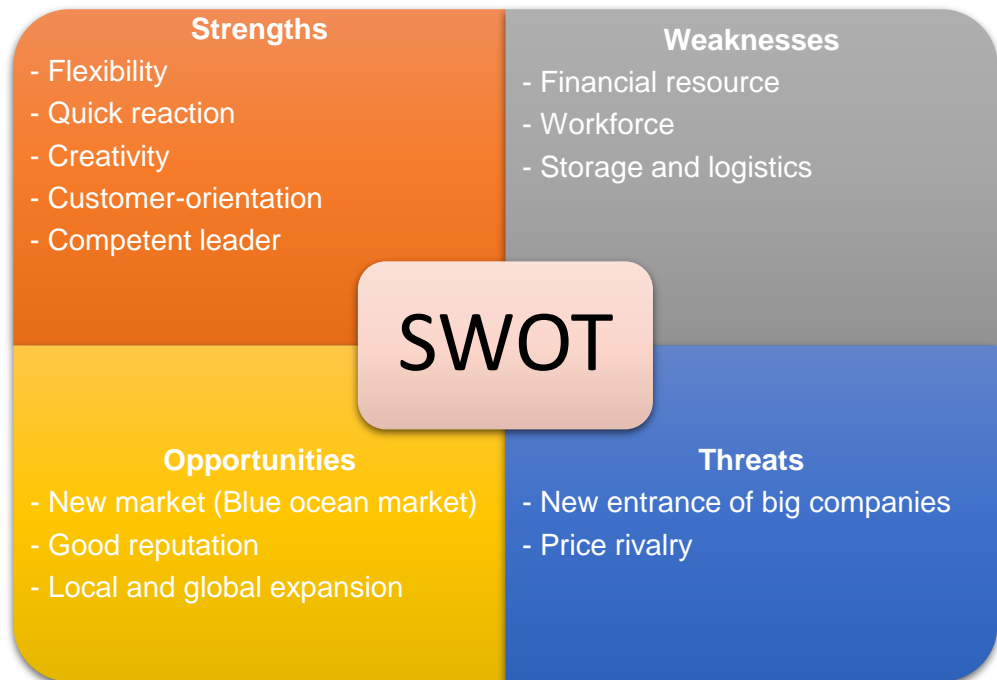 Strengths
- Flexibility
- Quick reaction
- Creativity
- Customer-orientation
- Competent leader
Weaknesses
- Financial resource
- Workforce
- Storage and logistics
SWOT
Opportunities
- New market (Blue ocean market)
- Good reputation
- Local and global expansion
Threats
- New entrance of big companies
- Price rivalry